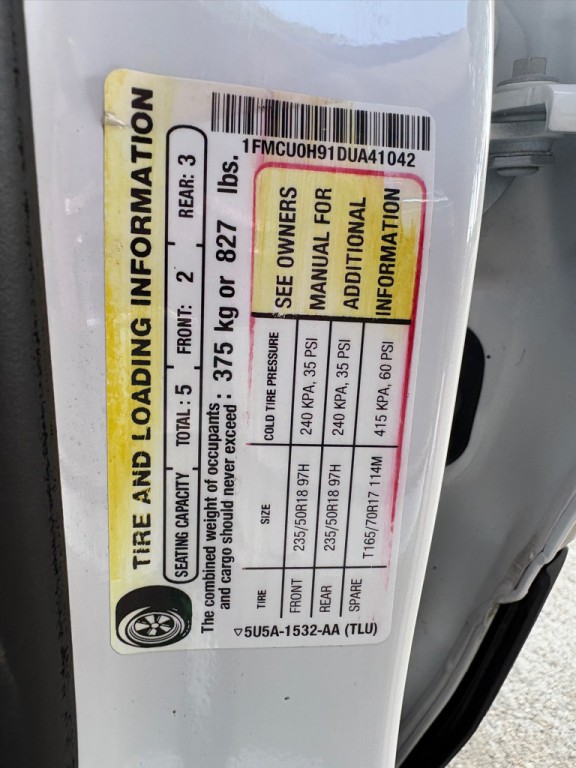 TIRE AND LOADING INFORMATION
SEATING CAPACITY TOTAL : 5 FRONT: 2 REAR: 3
The combined weight of occupants
and cargo should never exceed : 375 kg or 827 lbs.
1FMCU0H91DUA41042
TIRE SIZE COLD TIRE PRESSURE
FRONT 235/50R18 97H 240 KPA, 35 PSI
REAR 235/50R18 97H 240 KPA, 35 PSI
SPARE T165/70R17 114M 415 KPA, 60 PSI
SEE OWNERS
MANUAL FOR
ADDITIONAL
INFORMATION
▽5U5A-1532-AA (TLU)